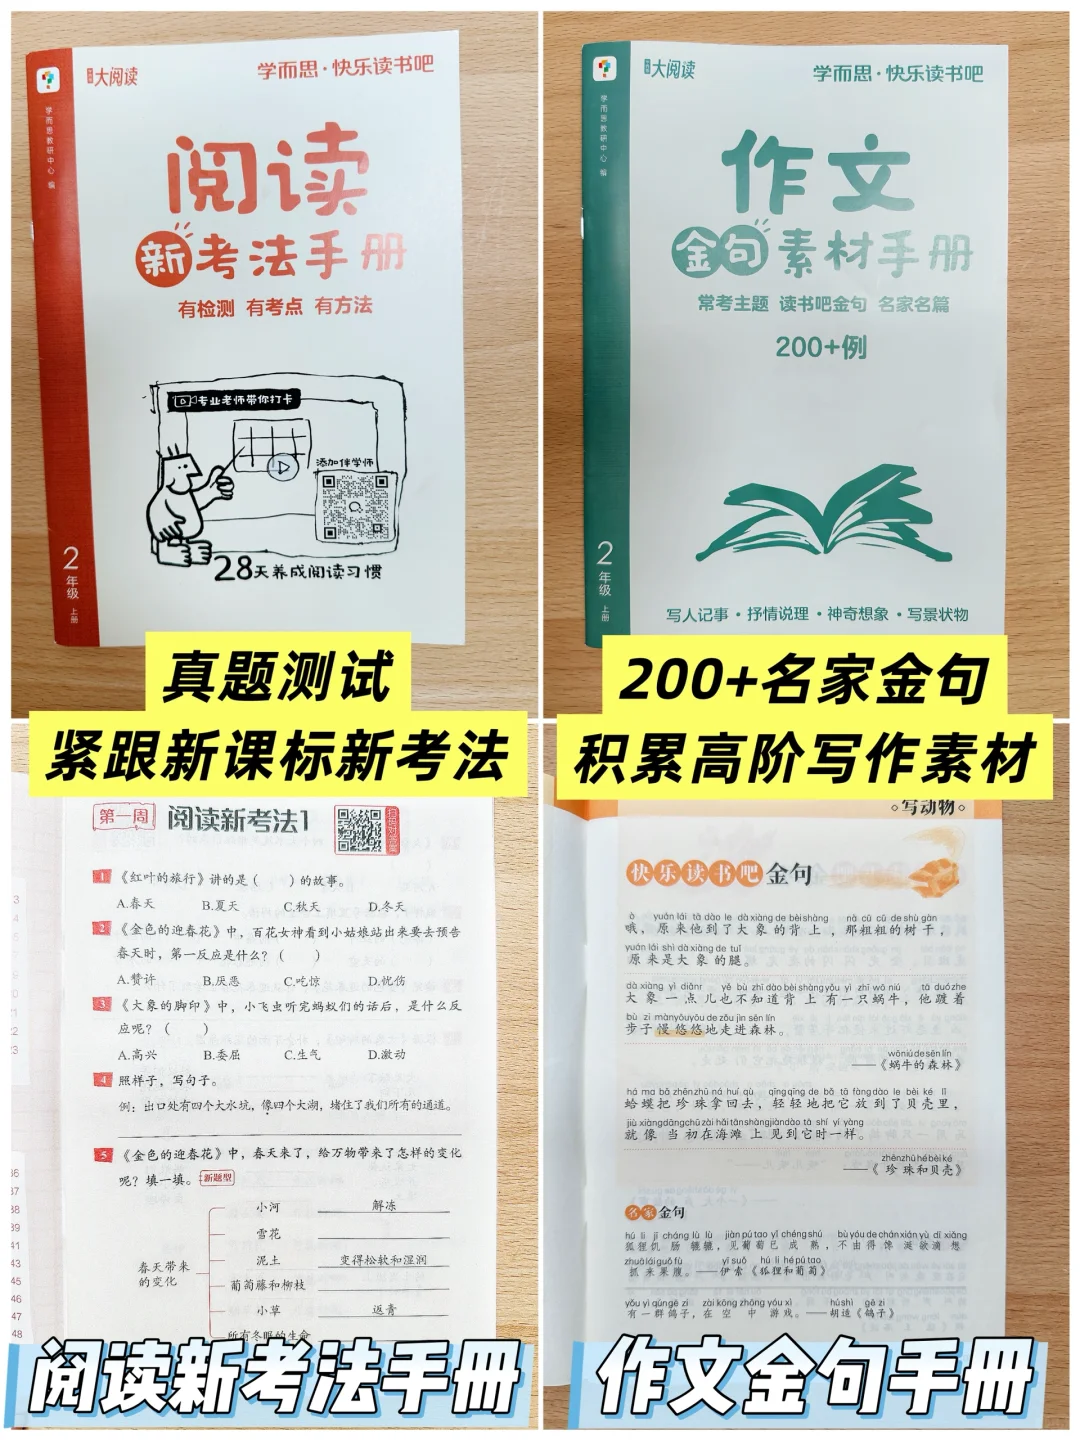 大阅读
学而思·快乐读书吧
学而思教研中心 编
阅读
新考法手册
有检测 有考点 有方法
专业老师带你打卡
添加伴学师
28天养成阅读习惯
2年级 上册
真题测试
紧跟新课标新考法
大阅读
学而思·快乐读书吧
学而思教研中心 编
作文
金句素材手册
常考主题 读书吧金句 名家名篇
200+例
2年级 上册
写人记事·抒情说理·神奇想象·写景状物
200+名家金句
积累高阶写作素材
第一周 阅读新考法1
扫码对答案
1 《红叶的旅行》讲的是( )的故事。
A.春天 B.夏天 C.秋天 D.冬天
2 《金色的迎春花》中，百花女神看到小姑娘站出来要去预告
春天时，第一反应是什么？( )
A.赞许 B.厌恶 C.吃惊 D.忧伤
3 《大象的脚印》中，小飞虫听完蚂蚁们的话后，是什么反
应呢？( )
A.高兴 B.委屈 C.生气 D.激动
4 照样子，写句子。
例：出口处有四个大水坑，像四个大湖，堵住了我们所有的通道。
5 《金色的迎春花》中，春天来了，给万物带来了怎样的变化
呢？填一填。 新题型
春天带来
的变化
小河 解冻
雪花
泥土 变得松软和湿润
葡萄藤和柳枝
小草 返青
所有冬眠的生命
阅读新考法手册
写动物
快乐读书吧金句
ò yuán lái tā dào le dà xiàng de bèi shàng nà cū cū de shù gàn
哦，原来他到了大象的背上，那粗粗的树干，
yuán lái shì dà xiàng de tuǐ
原来是大象的腿。
dà xiàng yì diǎnr yě bù zhī dào bèi shàng yǒu yì zhī wō niú tā duó zhe
大象一点儿也不知道背上有一只蜗牛，他踱着
bù zi màn yōu yōu de zǒu jìn sēn lín
步子慢悠悠地走进森林。
wō niú de sēn lín
——《蜗牛的森林》
há ma bǎ zhēn zhū ná huí qù qīng qīng de bǎ tā fàng dào le bèi ké lǐ
蛤蟆把珍珠拿回去，轻轻地把它放到了贝壳里，
jiù xiàng dāng chū zài hǎi tān shàng jiàn dào tā shí yí yàng
就像当初在海滩上见到它时一样。
zhēn zhū hé bèi ké
——《珍珠和贝壳》
名家金句
hú li jī cháng lù lù jiàn pú tao yǐ chéng shú bù yóu de chán xián yù dī xiǎng
狐狸饥肠辘辘，见葡萄已成熟，不由得馋涎欲滴想
zhuā lái guǒ fù yī suǒ hú li hé pú tao
抓来果腹。——伊索《狐狸和葡萄》
yǒu yì qún gē zi zài kōng zhōng yóu xì hú shì gē zi
有一群鸽子，在空中游戏。——胡适《鸽子》
作文金句手册